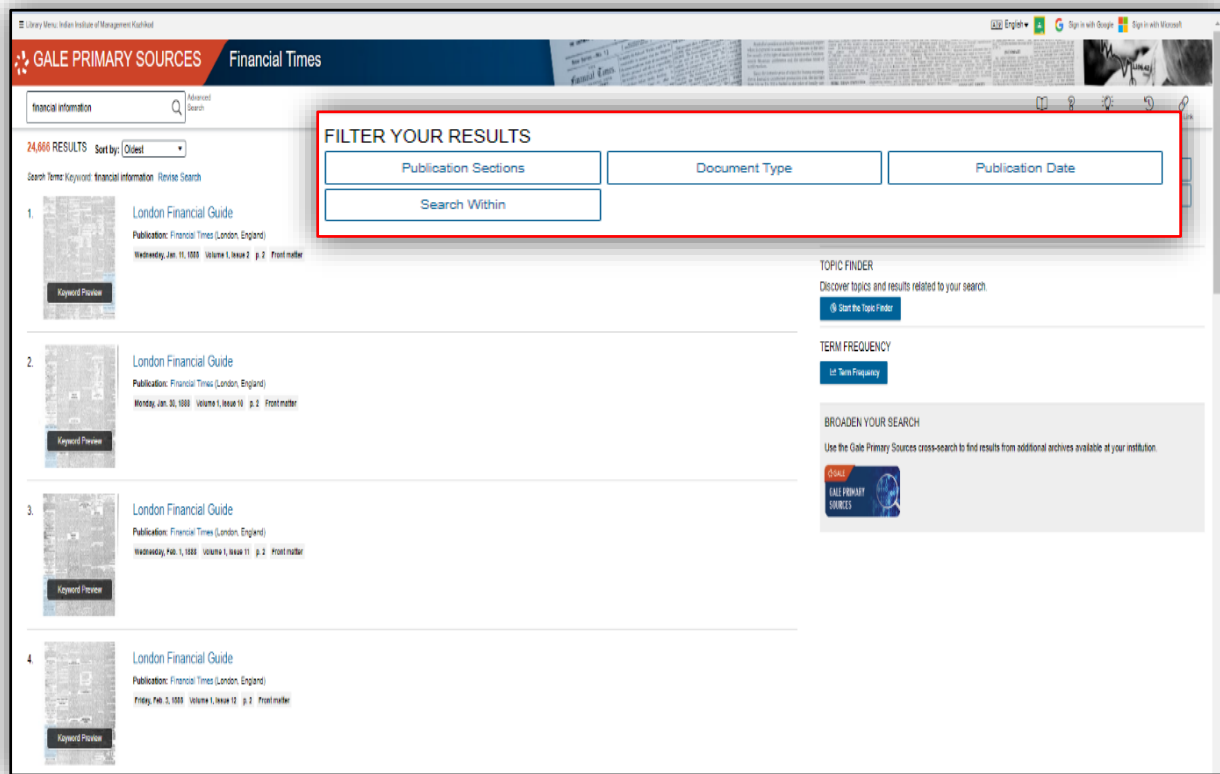 Library Menu: Indian Institute of Management Kozhikod
English
Sign in with Google
Sign in with Microsoft
GALE PRIMARY SOURCES
Financial Times
Financial Times
financial information
Advanced
Search
Link
FILTER YOUR RESULTS
Publication Sections
Document Type
Publication Date
Search Within
24,666 RESULTS Sort by: Oldest
Search Terms: Keyword: financial information Revise Search
1.
London Financial Guide
Publication: Financial Times (London, England)
Wednesday, Jan. 11, 1888 Volume 1, Issue 2 p. 2 Front matter
Keyword Preview
2.
London Financial Guide
Publication: Financial Times (London, England)
Monday, Jan. 30, 1888 Volume 1, Issue 10 p. 2 Front matter
Keyword Preview
3.
London Financial Guide
Publication: Financial Times (London, England)
Wednesday, Feb. 1, 1888 Volume 1, Issue 11 p. 2 Front matter
Keyword Preview
4.
London Financial Guide
Publication: Financial Times (London, England)
Friday, Feb. 3, 1888 Volume 1, Issue 12 p. 2 Front matter
Keyword Preview
TOPIC FINDER
Discover topics and results related to your search.
Start the Topic Finder
TERM FREQUENCY
Term Frequency
BROADEN YOUR SEARCH
Use the Gale Primary Sources cross-search to find results from additional archives available at your institution.
GALE
GALE PRIMARY
SOURCES